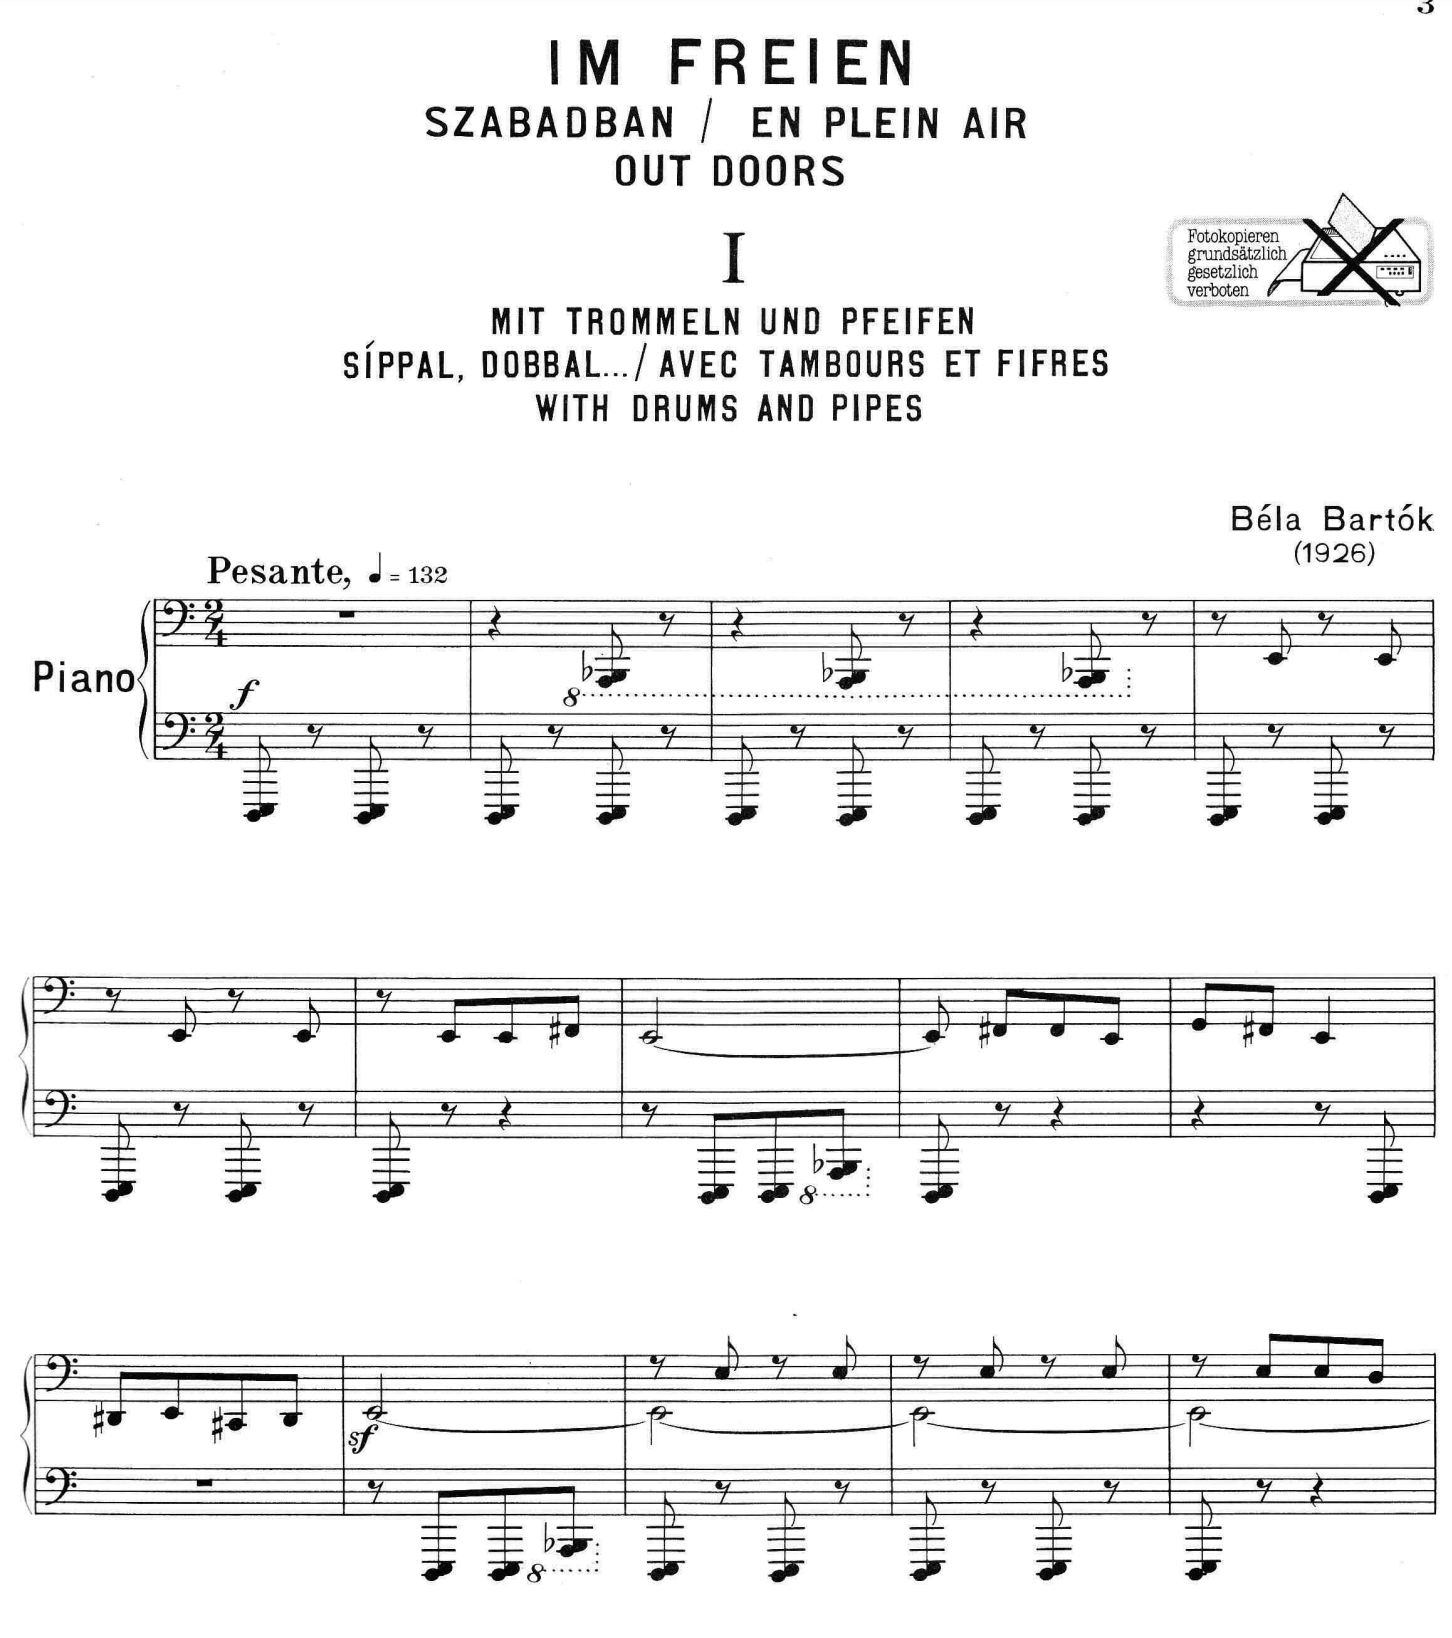 3
IM FREIEN
SZABADBAN / EN PLEIN AIR
OUT DOORS
I
Fotokopieren
grundsätzlich
gesetzlich
verboten
MIT TROMMELN UND PFEIFEN
SÍPPAL, DOBBAL.../ AVEC TAMBOURS ET FIFRES
WITH DRUMS AND PIPES
Béla Bartók
(1926)
Pesante, ♩ = 132
Piano
f
8
8
sf
8